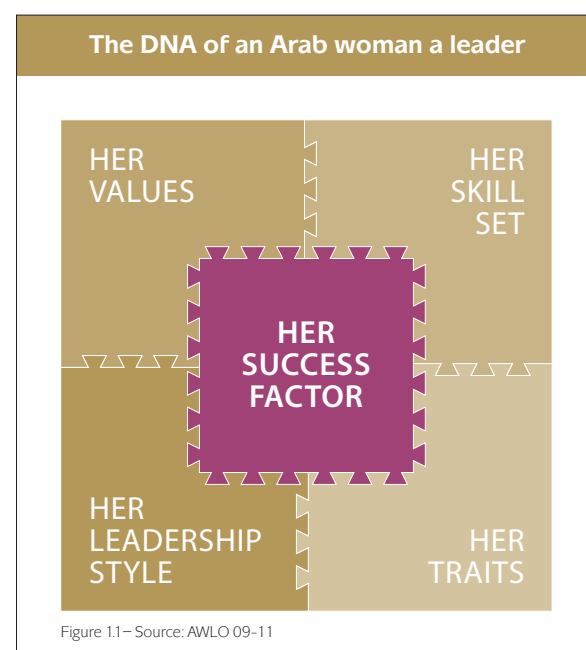 The DNA of an Arab woman a leader
HER
VALUES
HER
SKILL
SET
HER
SUCCESS
FACTOR
HER
LEADERSHIP
STYLE
HER
TRAITS
Figure 1.1– Source: AWLO 09-11